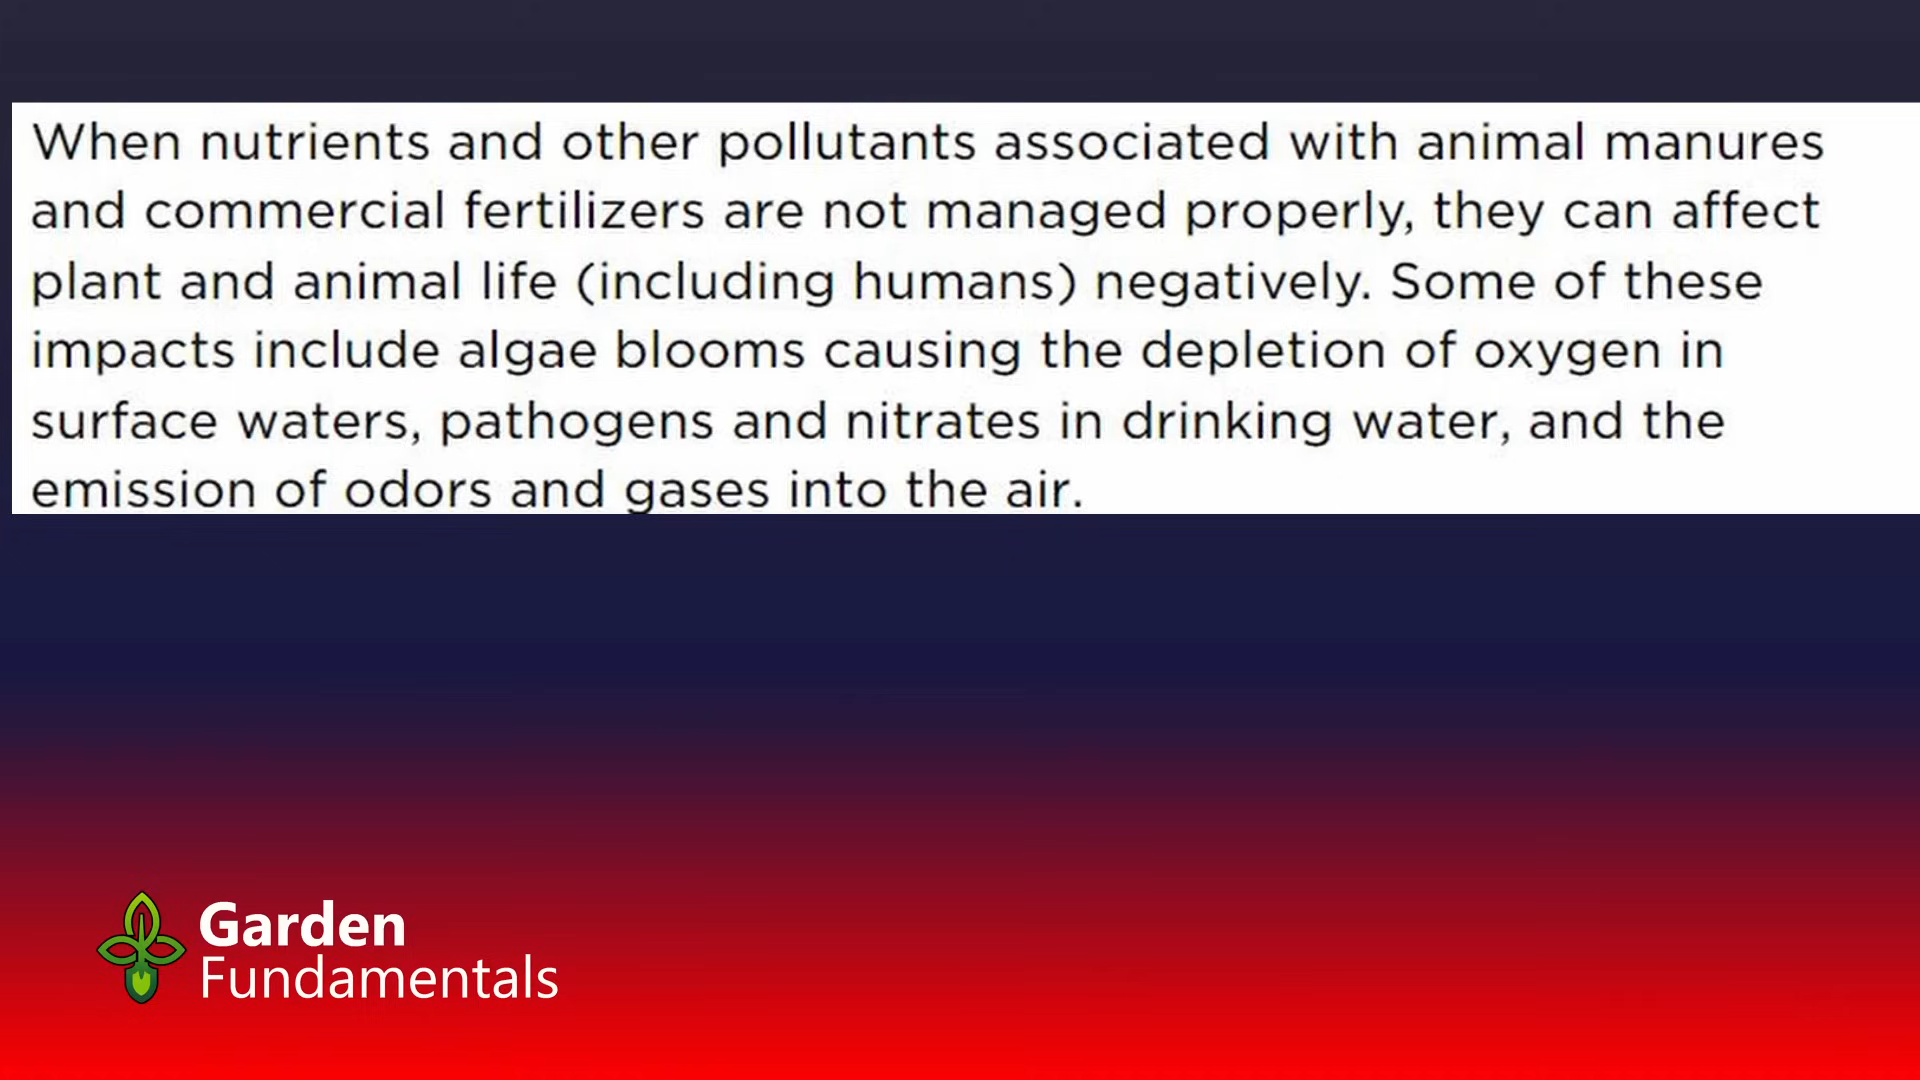 When nutrients and other pollutants associated with animal manures
and commercial fertilizers are not managed properly, they can affect
plant and animal life (including humans) negatively. Some of these
impacts include algae blooms causing the depletion of oxygen in
surface waters, pathogens and nitrates in drinking water, and the
emission of odors and gases into the air.
Garden
Fundamentals